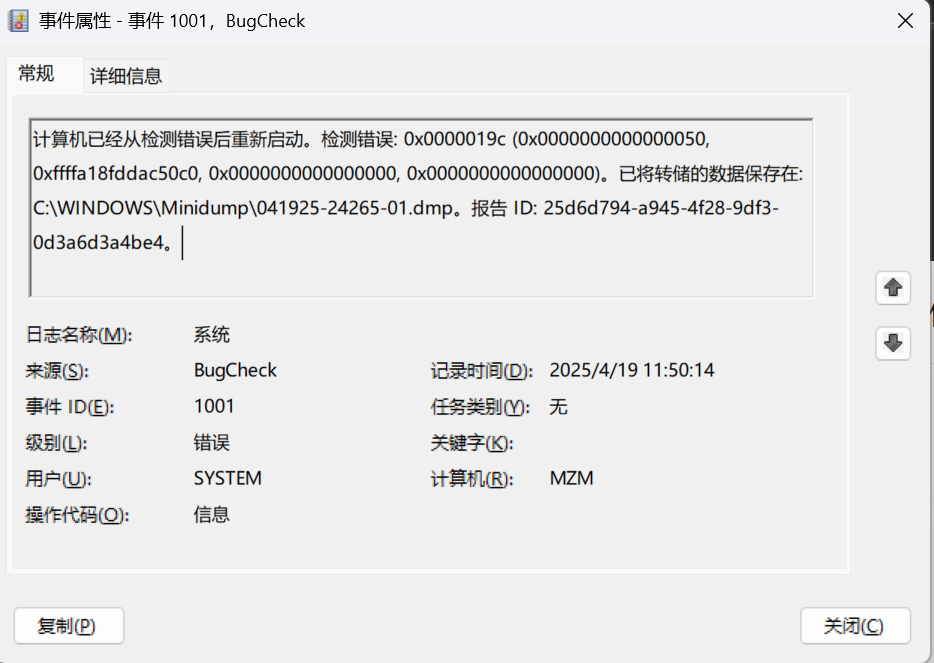 事件属性 - 事件 1001，BugCheck
常规
详细信息
计算机已经从检测错误后重新启动。检测错误: 0x0000019c (0x0000000000000050,
0xffffa18fddac50c0, 0x0000000000000000, 0x0000000000000000)。已将转储的数据保存在:
C:\WINDOWS\Minidump\041925-24265-01.dmp。报告 ID: 25d6d794-a945-4f28-9df3-
0d3a6d3a4be4。
日志名称(M): 系统
来源(S): BugCheck 记录时间(D): 2025/4/19 11:50:14
事件 ID(E): 1001 任务类别(Y): 无
级别(L): 错误 关键字(K):
用户(U): SYSTEM 计算机(R): MZM
操作代码(O): 信息
复制(P) 关闭(C)